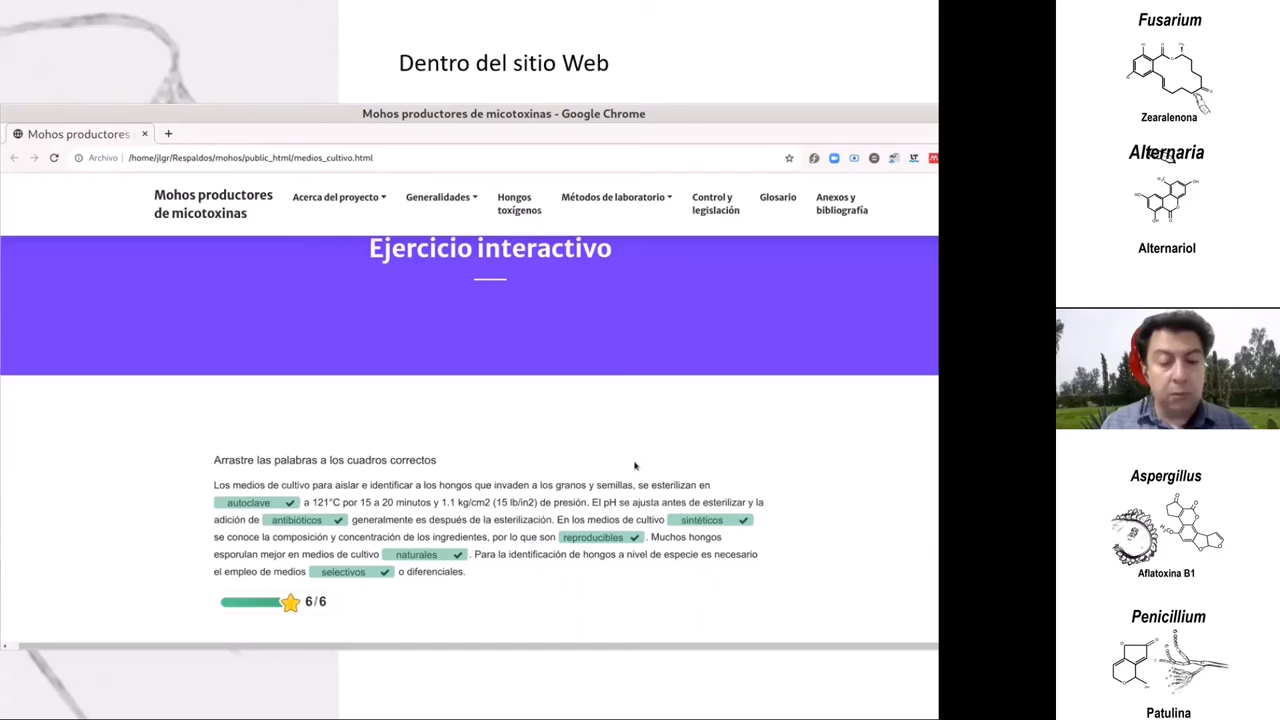 Dentro del sitio Web
Mohos productores de micotoxinas - Google Chrome
Mohos productores
Archivo
/home/jlgr/Respaldos/mohos/public_html/medios_cultivo.html
Mohos productores
de micotoxinas
Acerca del proyecto
Generalidades
Hongos
toxígenos
Métodos de laboratorio
Control y
legislación
Glosario
Anexos y
bibliografía
Ejercicio interactivo
Arrastre las palabras a los cuadros correctos
Los medios de cultivo para aislar e identificar a los hongos que invaden a los granos y semillas, se esterilizan en
autoclave a 121°C por 15 a 20 minutos y 1.1 kg/cm2 (15 lb/in2) de presión. El pH se ajusta antes de esterilizar y la
adición de antibióticos generalmente es después de la esterilización. En los medios de cultivo sintéticos
se conoce la composición y concentración de los ingredientes, por lo que son reproducibles. Muchos hongos
esporulan mejor en medios de cultivo naturales. Para la identificación de hongos a nivel de especie es necesario
el empleo de medios selectivos o diferenciales.
6/6
Fusarium
Zearalenona
Alternaria
Alternariol
Aspergillus
Aflatoxina B1
Penicillium
Patulina